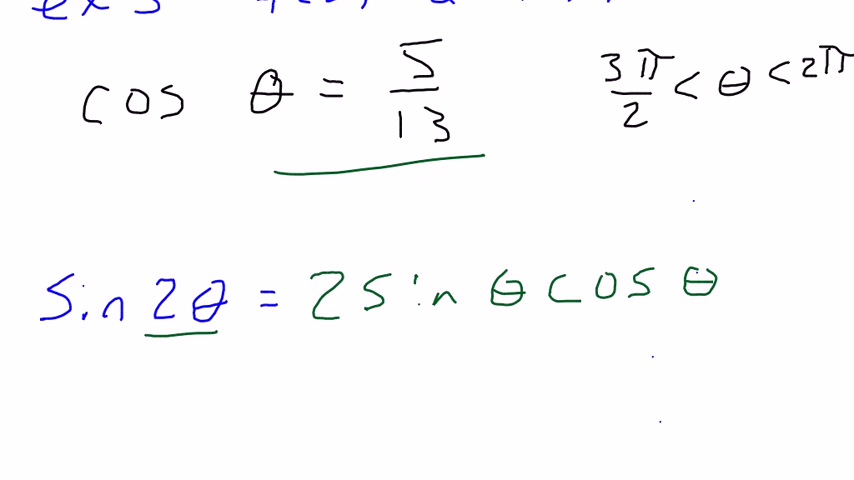 cos θ = 5/13    3π/2 < θ < 2π
Sin 2θ = 2 Sin θ cos θ